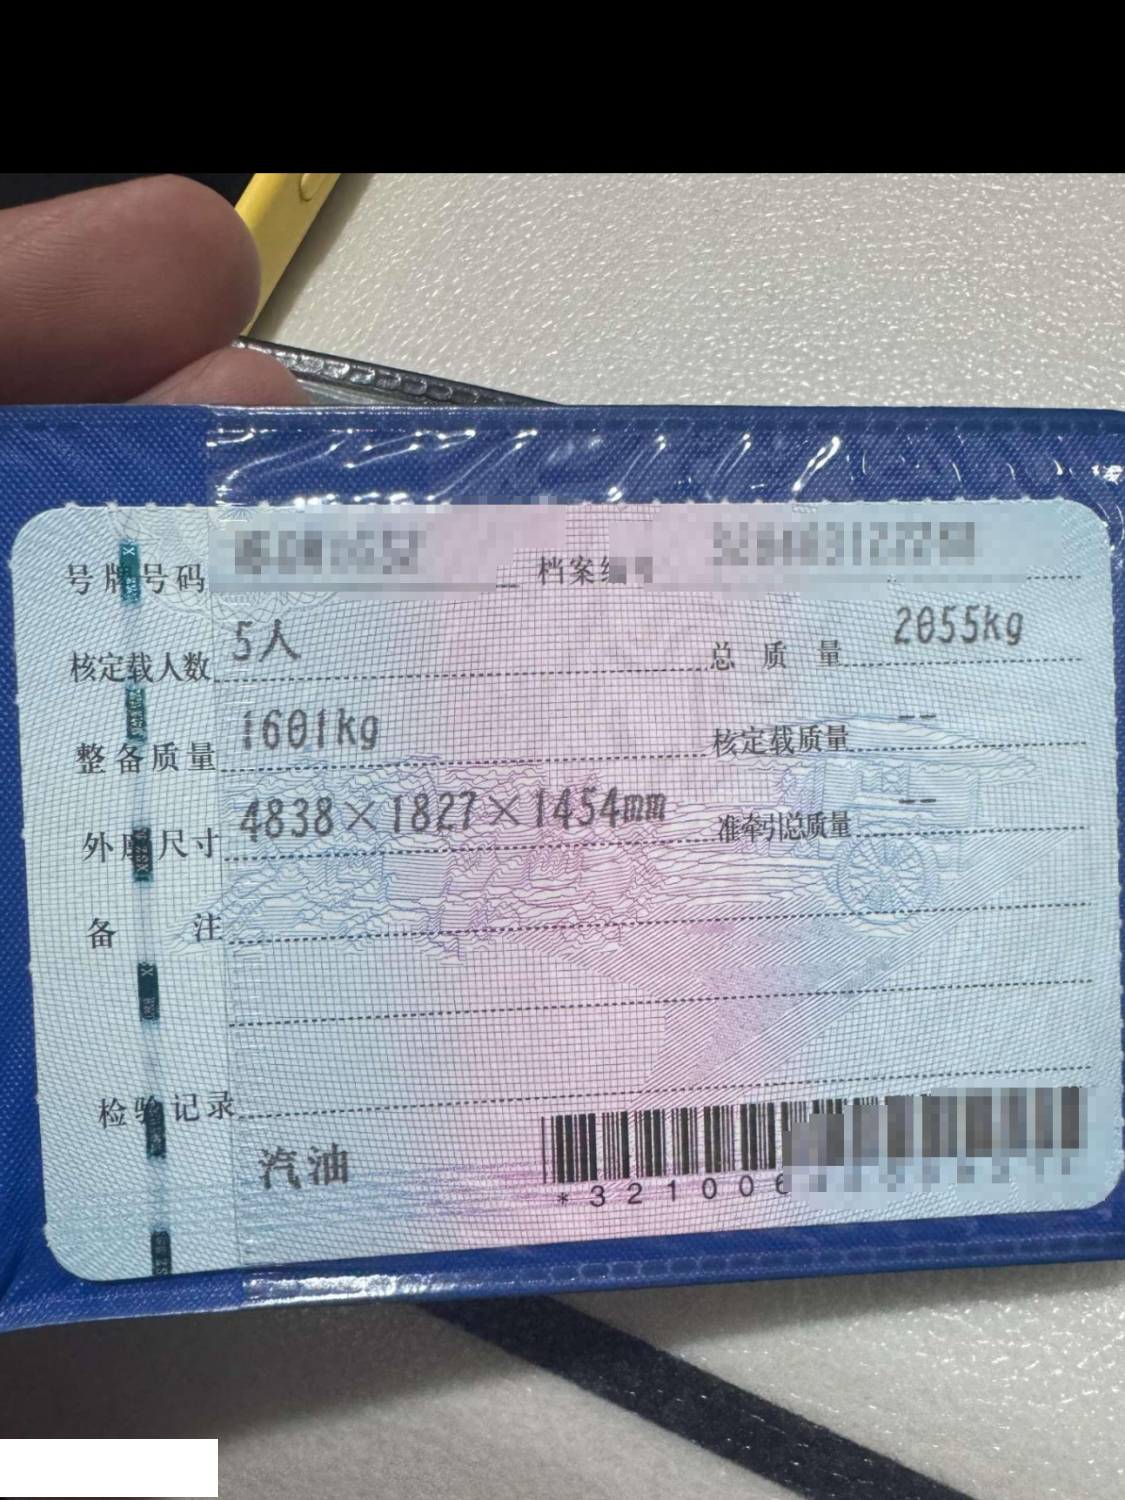 号牌号码 档案编号
核定载人数 5人 总质量 2055kg
整备质量 1601kg 核定载质量 --
外廓尺寸 4838×1827×1454mm 准牵引总质量 --
备注
检验记录
汽油
*321006